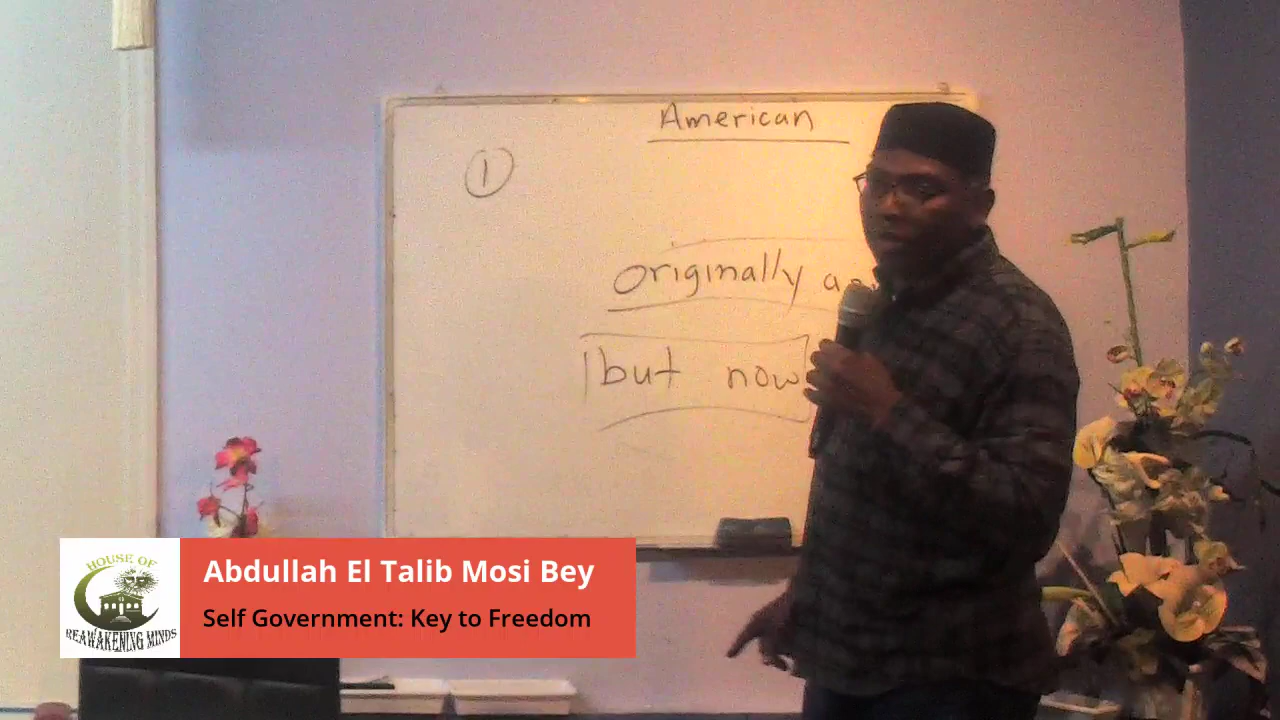 American
1
originally
but now
HOUSE OF
REAWAKENING MINDS
Abdullah El Talib Mosi Bey
Self Government: Key to Freedom